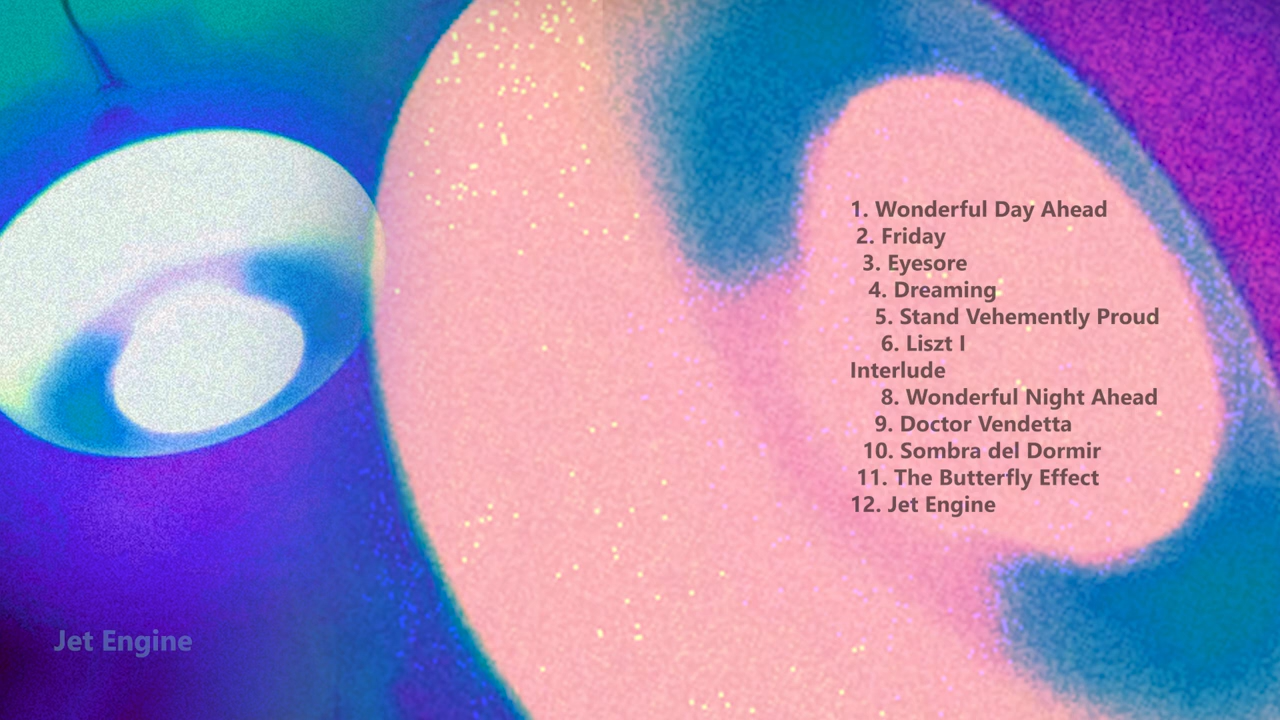 1. Wonderful Day Ahead
2. Friday
3. Eyesore
4. Dreaming
5. Stand Vehemently Proud
6. Liszt I
Interlude
8. Wonderful Night Ahead
9. Doctor Vendetta
10. Sombra del Dormir
11. The Butterfly Effect
12. Jet Engine
Jet Engine